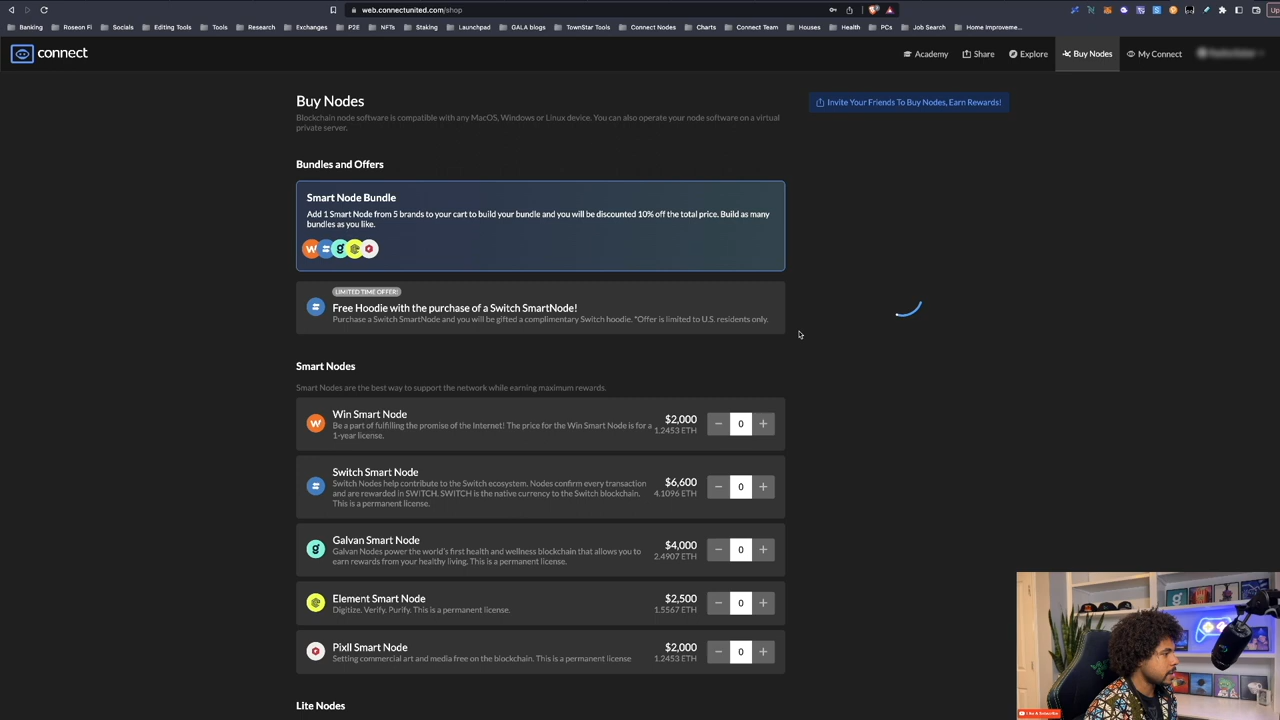 web.connectunited.com/shop
Banking Roseon Fi Socials Editing Tools Tools Research Exchanges P2E NFTs Staking Launchpad GALA blogs TownStar Tools Connect Nodes Charts Connect Team Houses Health PCs Job Search Home Improveme...
connect
Academy Share Explore Buy Nodes My Connect
Buy Nodes
Invite Your Friends To Buy Nodes, Earn Rewards!
Blockchain node software is compatible with any MacOS, Windows or Linux device. You can also operate your node software on a virtual
private server.
Bundles and Offers
Smart Node Bundle
Add 1 Smart Node from 5 brands to your cart to build your bundle and you will be discounted 10% off the total price. Build as many
bundles as you like.
LIMITED TIME OFFER!
Free Hoodie with the purchase of a Switch SmartNode!
Purchase a Switch SmartNode and you will be gifted a complimentary Switch hoodie. *Offer is limited to U.S. residents only.
Smart Nodes
Smart Nodes are the best way to support the network while earning maximum rewards.
Win Smart Node
Be a part of fulfilling the promise of the Internet! The price for the Win Smart Node is for a
1-year license.
$2,000
1.2453 ETH
− 0 +
Switch Smart Node
Switch Nodes help contribute to the Switch ecosystem. Nodes confirm every transaction
and are rewarded in SWITCH. SWITCH is the native currency to the Switch blockchain.
This is a permanent license.
$6,600
4.1096 ETH
− 0 +
Galvan Smart Node
Galvan Nodes power the world's first health and wellness blockchain that allows you to
earn rewards from your healthy living. This is a permanent license.
$4,000
2.4907 ETH
− 0 +
Element Smart Node
Digitize. Verify. Purify. This is a permanent license.
$2,500
1.5567 ETH
− 0 +
Pixll Smart Node
Setting commercial art and media free on the blockchain. This is a permanent license
$2,000
1.2453 ETH
− 0 +
Lite Nodes